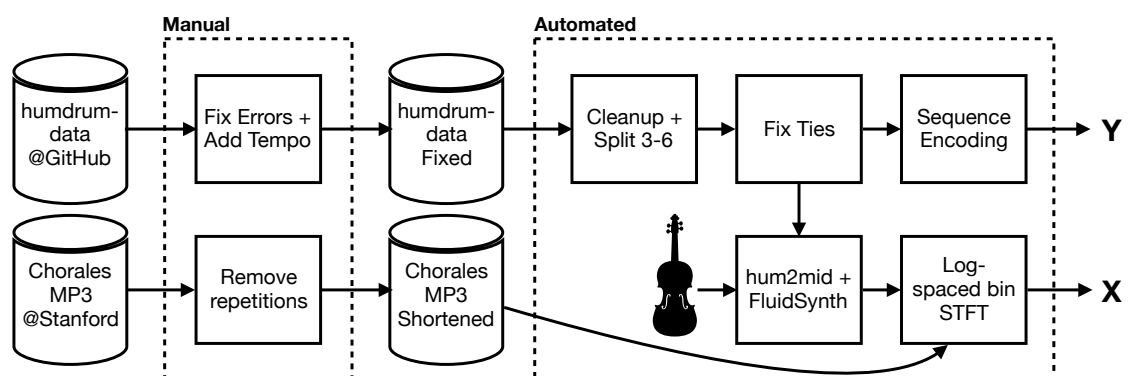 Manual
Automated
humdrum-
data
@GitHub
Fix Errors +
Add Tempo
humdrum-
data
Fixed
Cleanup +
Split 3-6
Fix Ties
Sequence
Encoding
Y
Chorales
MP3
@Stanford
Remove
repetitions
Chorales
MP3
Shortened
hum2mid +
FluidSynth
Log-
spaced bin
STFT
X